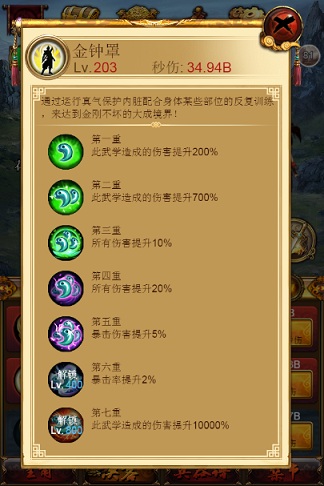 金钟罩
Lv.203 秒伤: 34.94B
通过运行真气保护内脏配合身体某些部位的反复训练
，来达到金刚不坏的大成境界！
第一重
此武学造成的伤害提升200%
第二重
此武学造成的伤害提升700%
第三重
所有伤害提升10%
第四重
所有伤害提升20%
第五重
暴击伤害提升5%
第六重
暴击率提升2%
解锁
Lv.400
第七重
此武学造成的伤害提升10000%
解锁
Lv.800